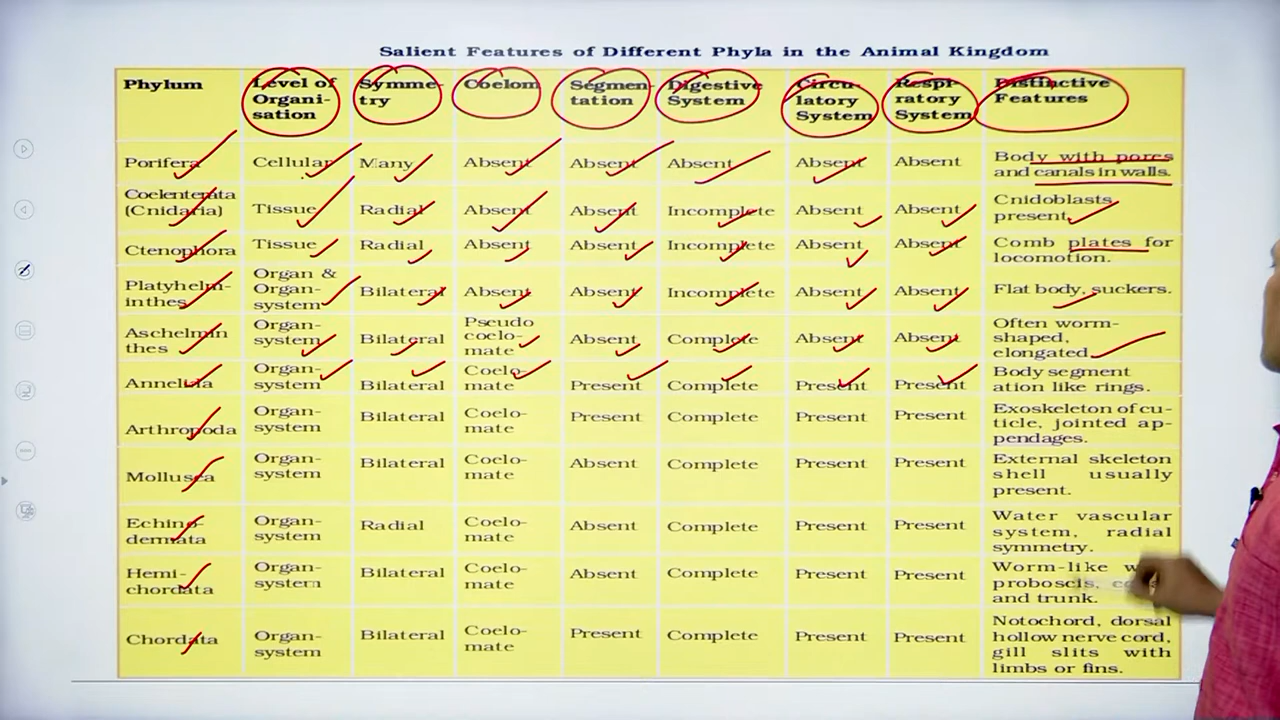 Salient Features of Different Phyla in the Animal Kingdom
Phylum
Level of
Organi-
sation
Symme-
try
Coelom
Segmen-
tation
Digestive
System
Circu-
latory
System
Respi-
ratory
System
Distinctive
Features
Porifera
Cellular
Many
Absent
Absent
Absent
Absent
Absent
Body with pores
and canals in walls.
Coelenterata
(Cnidaria)
Tissue
Radial
Absent
Absent
Incomplete
Absent
Absent
Cnidoblasts
present.
Ctenophora
Tissue
Radial
Absent
Absent
Incomplete
Absent
Absent
Comb plates for
locomotion.
Platyhelm-
inthes
Organ &
Organ-
system
Bilateral
Absent
Absent
Incomplete
Absent
Absent
Flat body, suckers.
Aschelmin
thes
Organ-
system
Bilateral
Pseudo
coelo-
mate
Absent
Complete
Absent
Absent
Often worm-
shaped,
elongated
Annelida
Organ-
system
Bilateral
Coelo-
mate
Present
Complete
Present
Present
Body segment
ation like rings.
Arthropoda
Organ-
system
Bilateral
Coelo-
mate
Present
Complete
Present
Present
Exoskeleton of cu-
ticle, jointed ap-
pendages.
Mollusca
Organ-
system
Bilateral
Coelo-
mate
Absent
Complete
Present
Present
External skeleton
shell usually
present.
Echino-
dermata
Organ-
system
Radial
Coelo-
mate
Absent
Complete
Present
Present
Water vascular
system, radial
symmetry.
Hemi-
chordata
Organ-
system
Bilateral
Coelo-
mate
Absent
Complete
Present
Present
Worm-like
proboscis,
and trunk.
Chordata
Organ-
system
Bilateral
Coelo-
mate
Present
Complete
Present
Present
Notochord, dorsal
hollow nerve cord,
gill slits with
limbs or fins.